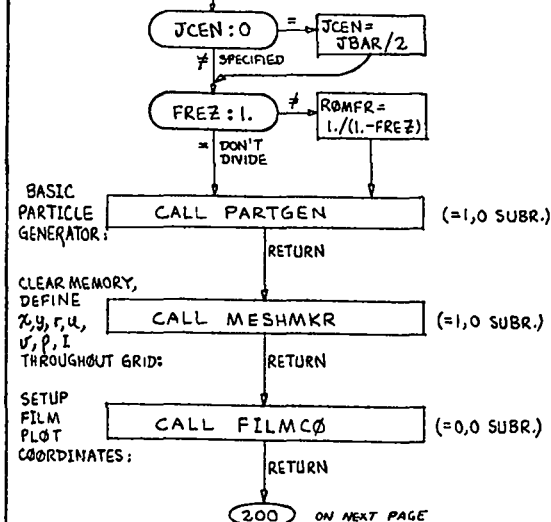 JCEN:0
=
JCEN=
JBAR/2
≠ SPECIFIED
FREZ:1.
≠
RØMFR=
1./(1.-FREZ)
= DON'T
DIVIDE
BASIC
PARTICLE
GENERATOR:
CALL PARTGEN
(=1,0 SUBR.)
RETURN
CLEAR MEMORY,
DEFINE
x,y,r,u,
v,ρ,I
THROUGHØUT GRID:
CALL MESHMKR
(=1,0 SUBR.)
RETURN
SETUP
FILM
PLØT
CØØRDINATES:
CALL FILMCØ
(=0,0 SUBR.)
RETURN
200 ON NEXT PAGE